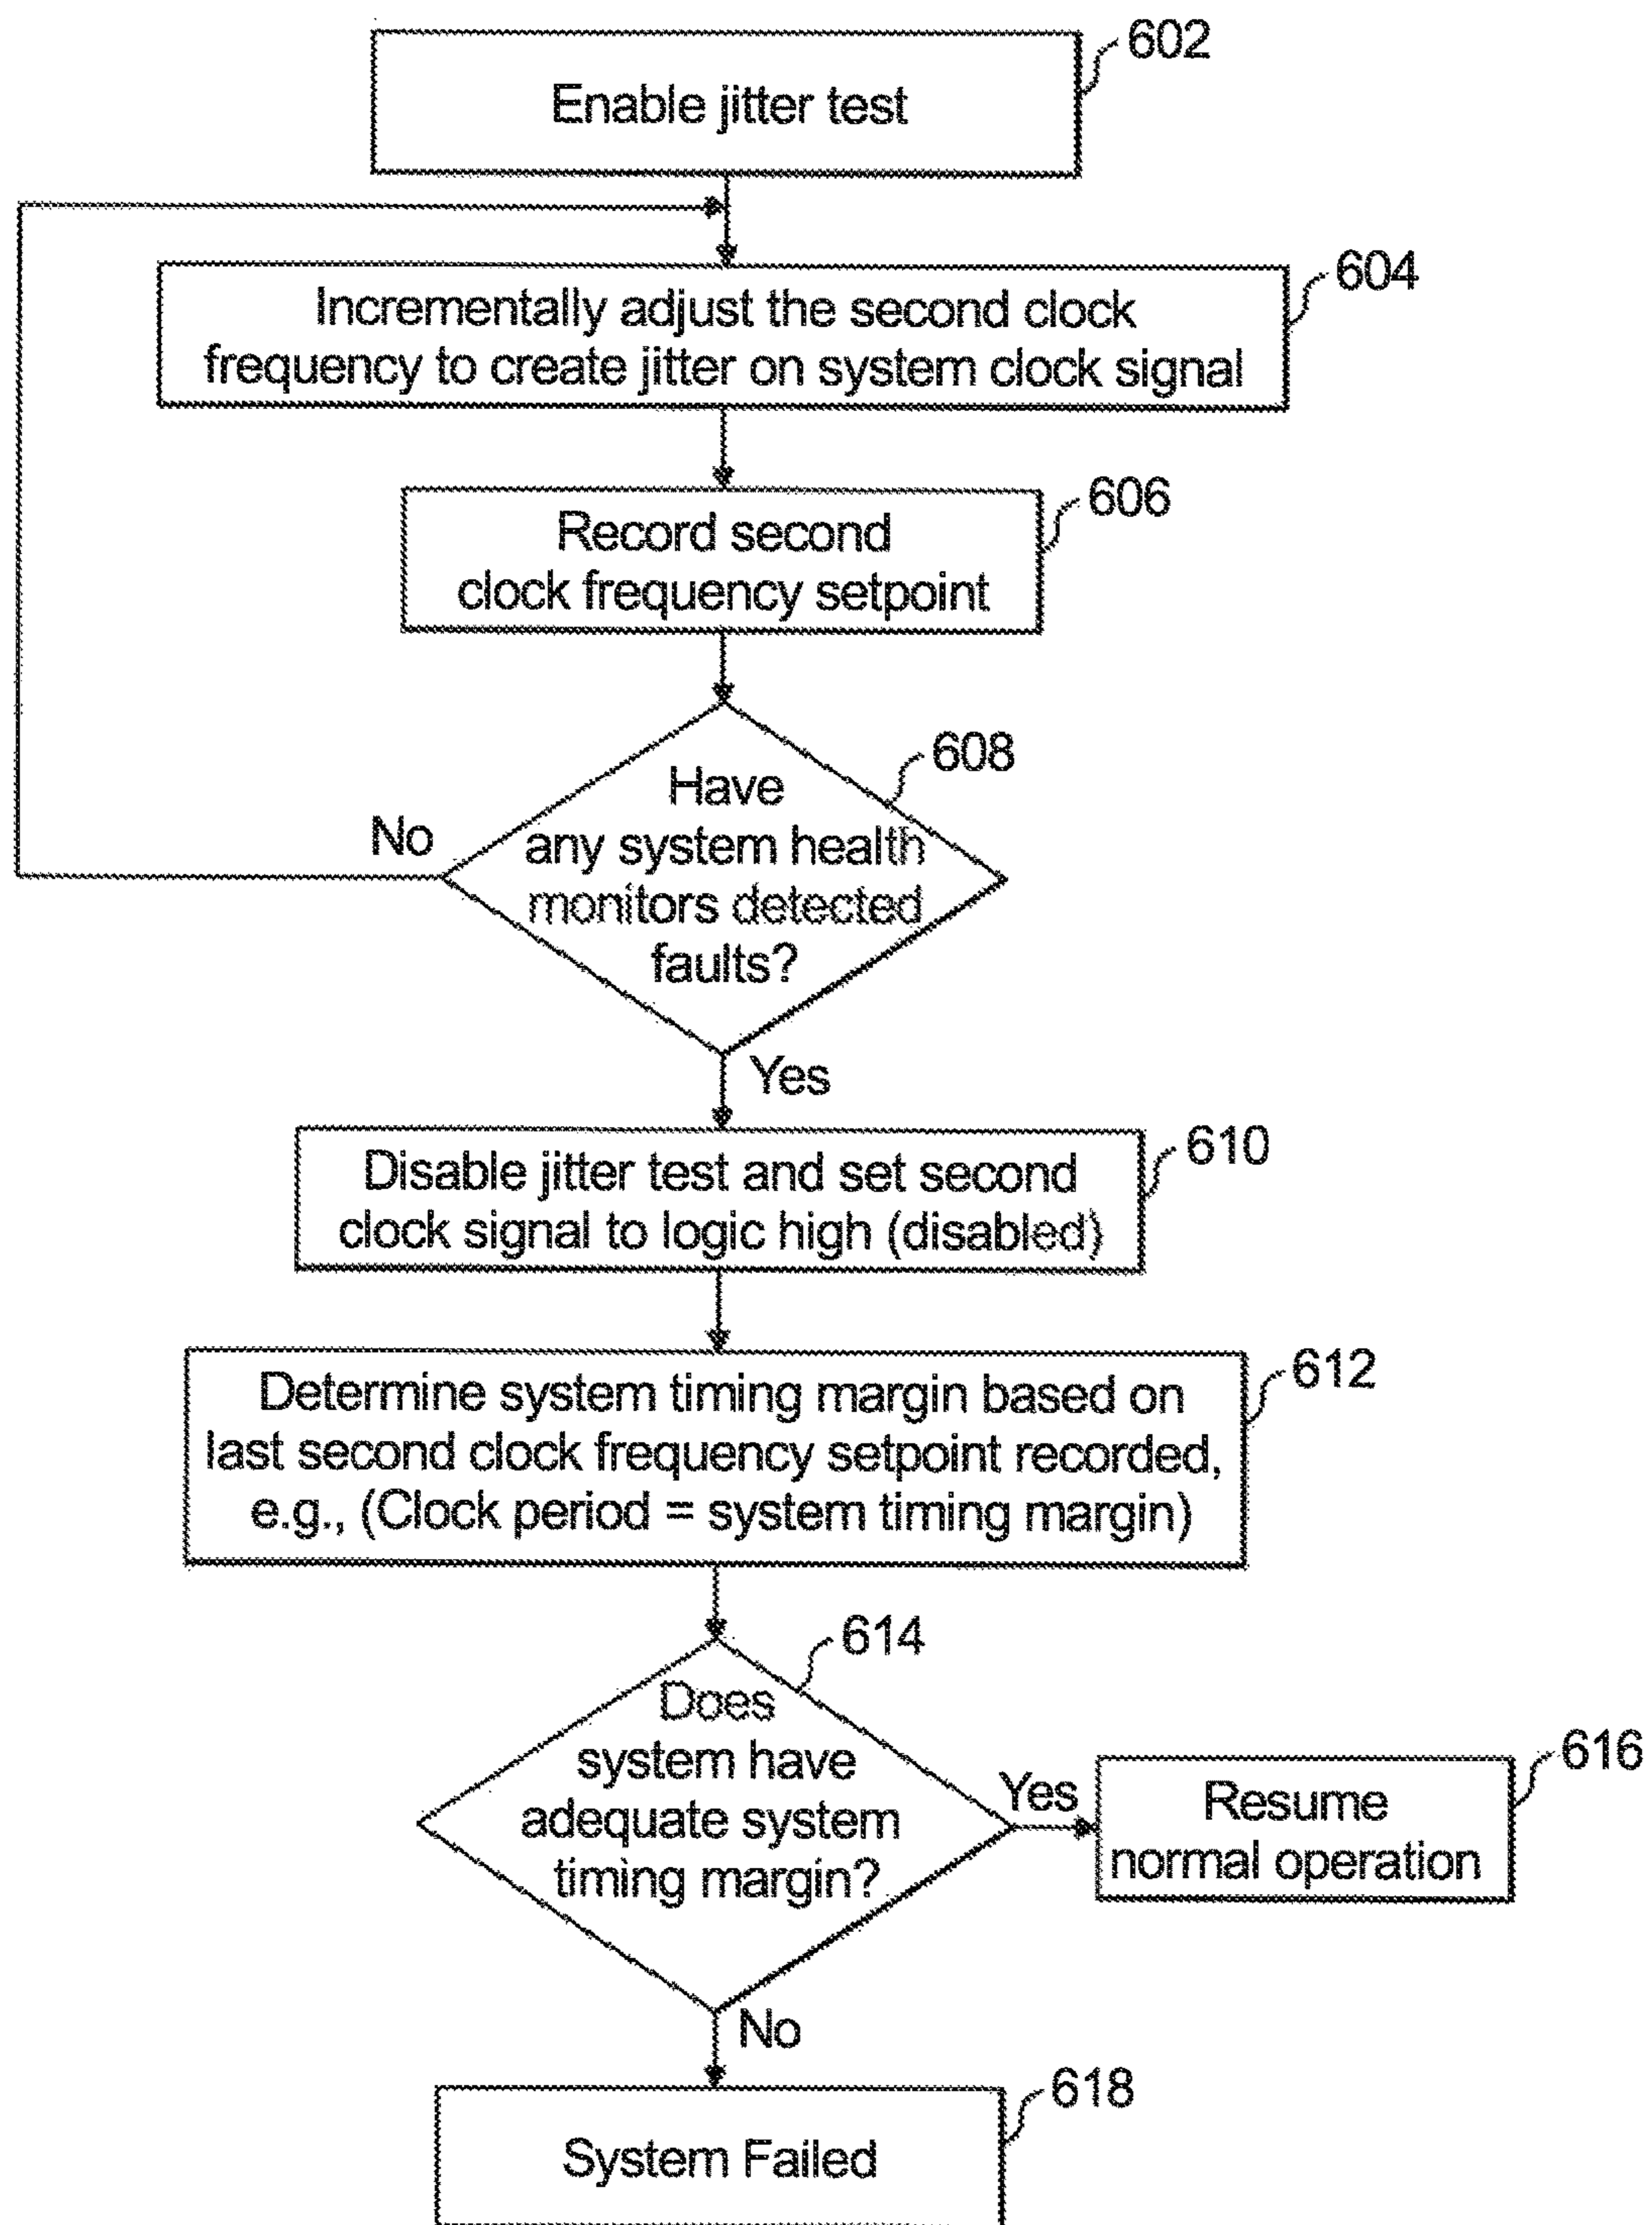 602
Enable jitter test
604
Incrementally adjust the second clock
frequency to create jitter on system clock signal
606
Record second
clock frequency setpoint
608
Have
any system health
monitors detected
faults?
No
Yes
610
Disable jitter test and set second
clock signal to logic high (disabled)
612
Determine system timing margin based on
last second clock frequency setpoint recorded,
e.g., (Clock period = system timing margin)
614
Does
system have
adequate system
timing margin?
Yes
616
Resume
normal operation
No
618
System Failed